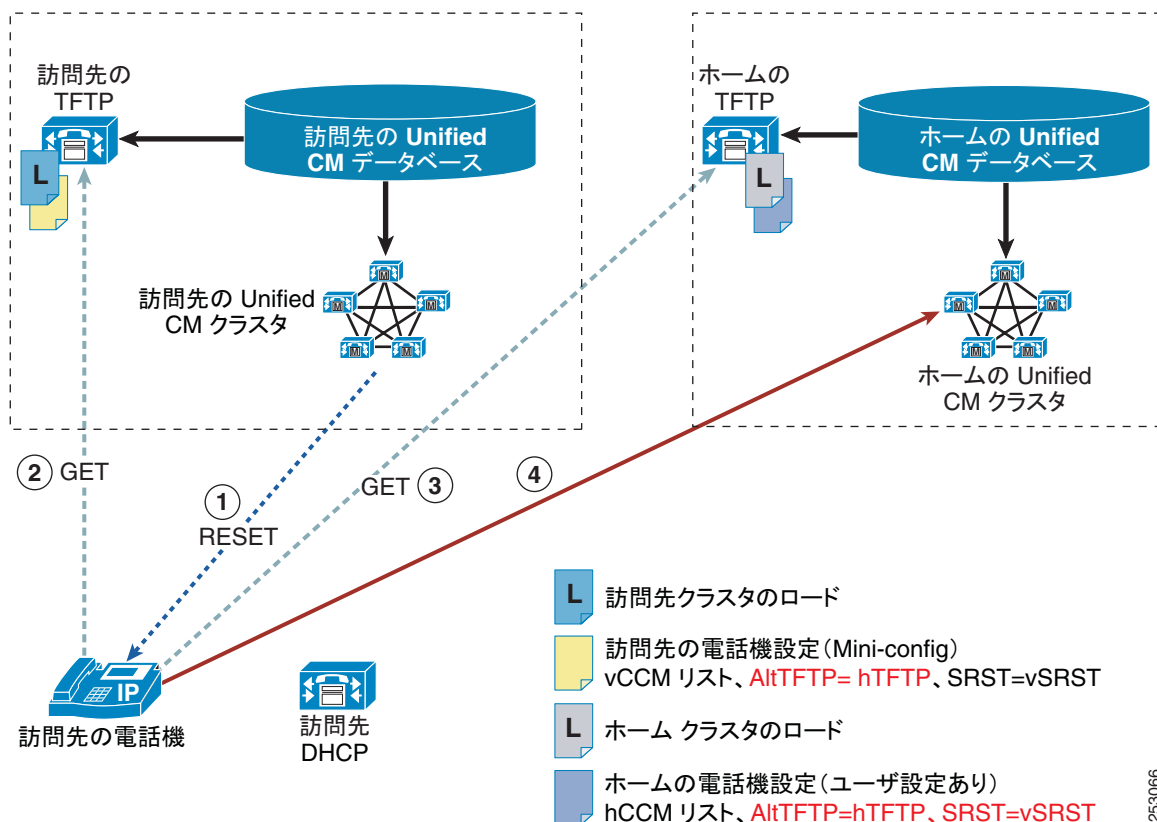 訪問先の
TFTP
L
訪問先の Unified
CM データベース
訪問先の Unified
CM クラスタ
M
M
M
M
M
ホームの
TFTP
L
ホームの Unified
CM データベース
M
M
M
M
M
ホームの Unified
CM クラスタ
2 GET
1
RESET
GET 3
4
IP
訪問先の電話機
訪問先
DHCP
L 訪問先クラスタのロード
訪問先の電話機設定（Mini-config）
vCCM リスト、AltTFTP= hTFTP、SRST=vSRST
L ホーム クラスタのロード
ホームの電話機設定（ユーザ設定あり）
hCCM リスト、AltTFTP=hTFTP、SRST=vSRST
253066